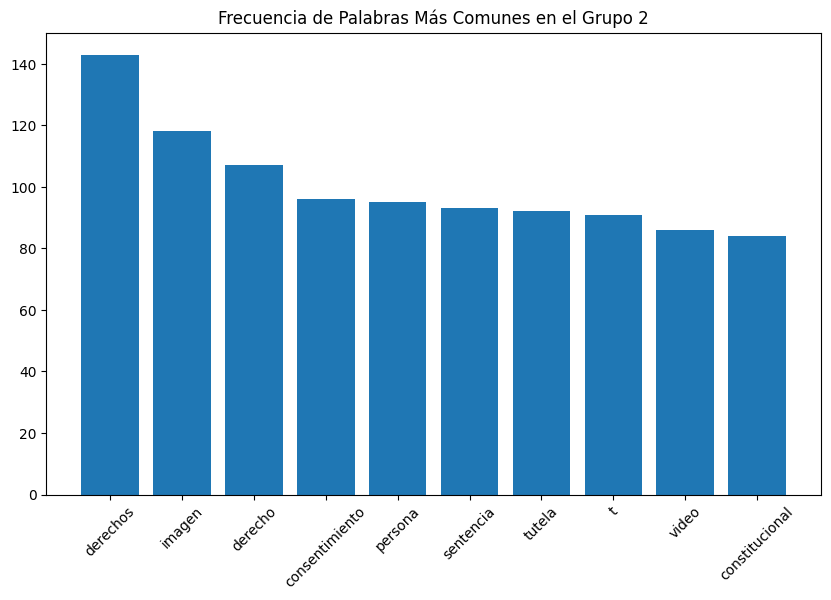 Frecuencia de Palabras Más Comunes en el Grupo 2
140
120
100
80
60
40
20
0
derechos
imagen
derecho
consentimiento
persona
sentencia
tutela
t
video
constitucional